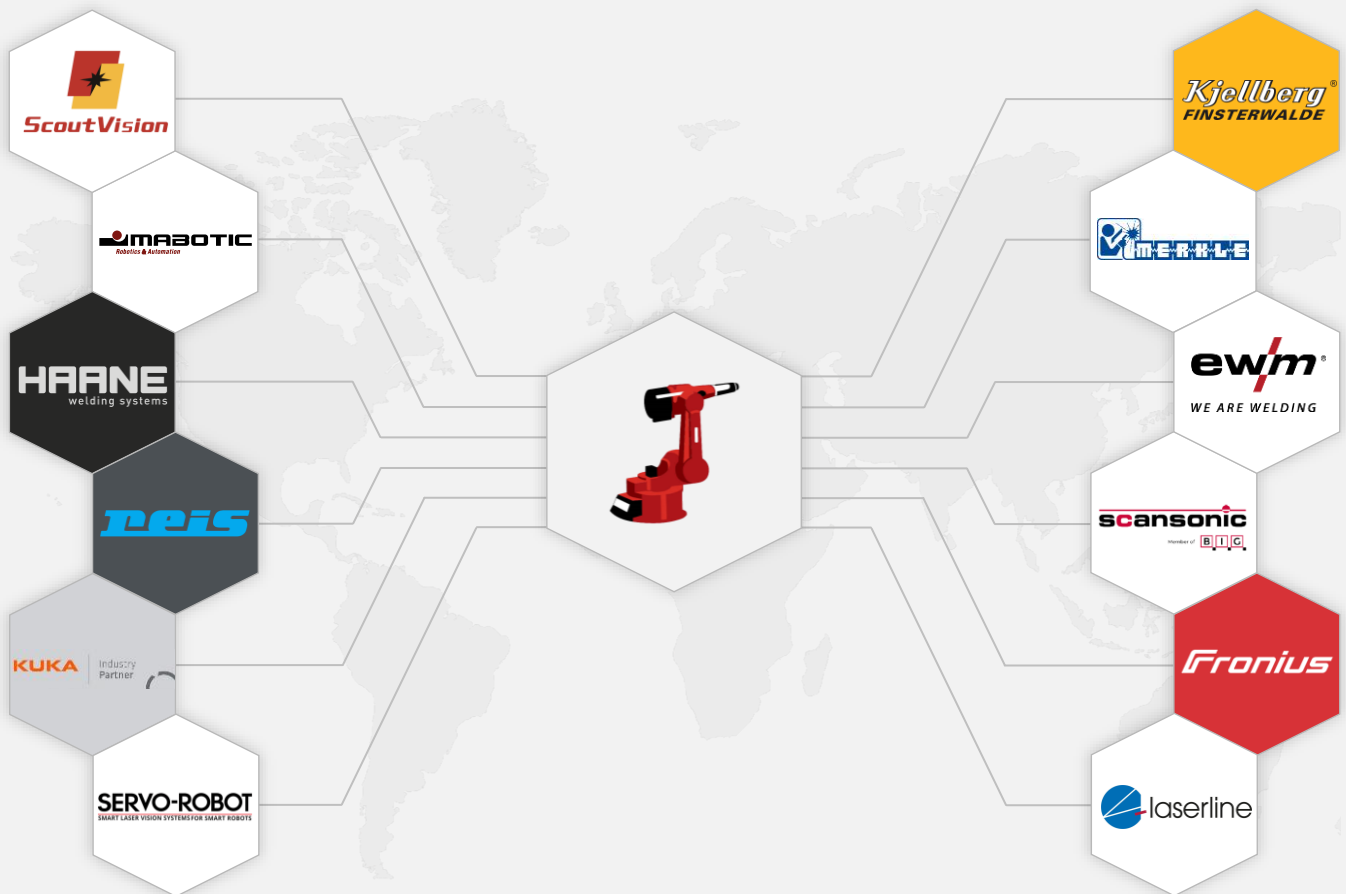 ScoutVision
MABOTIC
Robotics & Automation
HAANE
welding systems
reis
KUKA
Industry
Partner
SERVO-ROBOT
SMART LASER VISION SYSTEMS FOR SMART ROBOTS
Kjellberg®
FINSTERWALDE
MERKLE
ewm®
WE ARE WELDING
scansonic
Member of BIG
Fronius
laserline